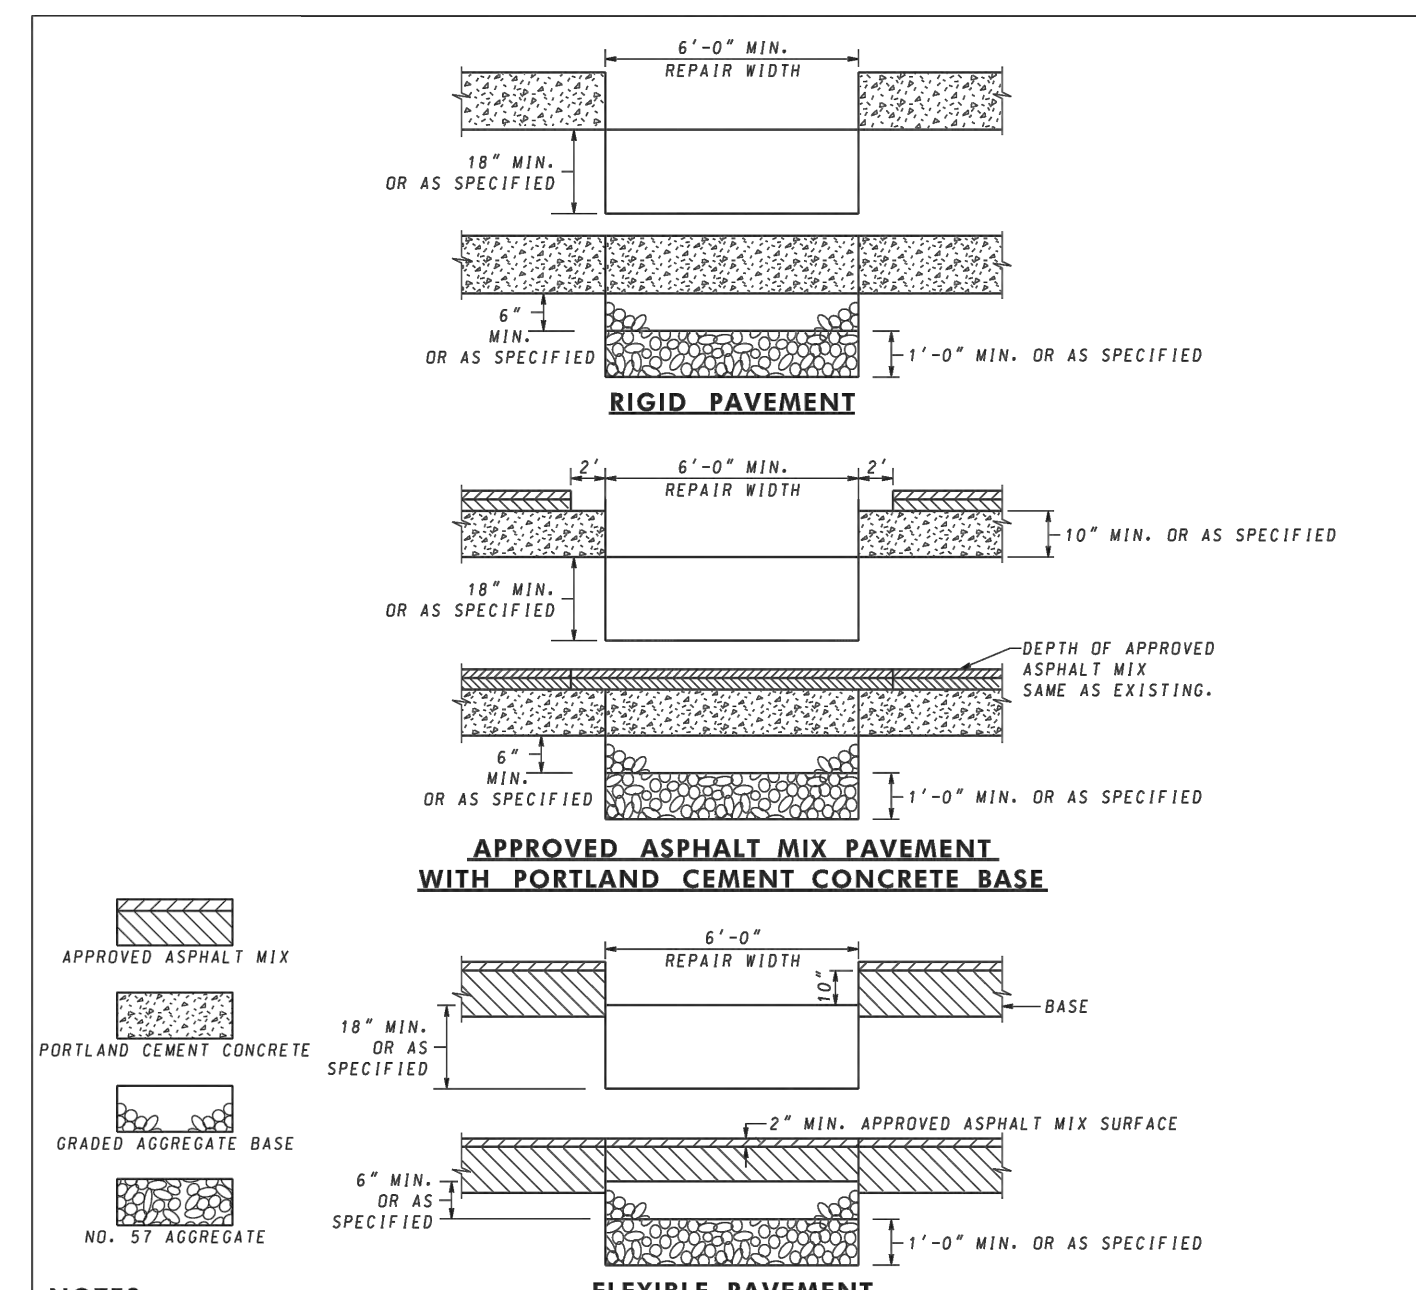 6'-0" MIN.
REPAIR WIDTH
18" MIN.
OR AS SPECIFIED
6"
MIN.
OR AS SPECIFIED
1'-0" MIN. OR AS SPECIFIED
RIGID PAVEMENT
2'
6'-0" MIN.
2'
REPAIR WIDTH
10" MIN. OR AS SPECIFIED
18" MIN.
OR AS SPECIFIED
DEPTH OF APPROVED
ASPHALT MIX
SAME AS EXISTING.
6"
MIN.
OR AS SPECIFIED
1'-0" MIN. OR AS SPECIFIED
APPROVED ASPHALT MIX PAVEMENT
WITH PORTLAND CEMENT CONCRETE BASE
APPROVED ASPHALT MIX
PORTLAND CEMENT CONCRETE
GRADED AGGREGATE BASE
NO. 57 AGGREGATE
6'-0"
REPAIR WIDTH
10"
BASE
18" MIN.
OR AS
SPECIFIED
2" MIN. APPROVED ASPHALT MIX SURFACE
6" MIN.
OR AS
SPECIFIED
1'-0" MIN. OR AS SPECIFIED
FLEXIBLE PAVEMENT
NOTES